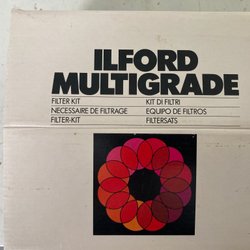 ILFORD
MULTIGRADE
FILTER KIT
KIT DI FILTRI
NECESSAIRE DE FILTRAGE
EQUIPO DE FILTROS
FILTER-KIT
FILTERSATS